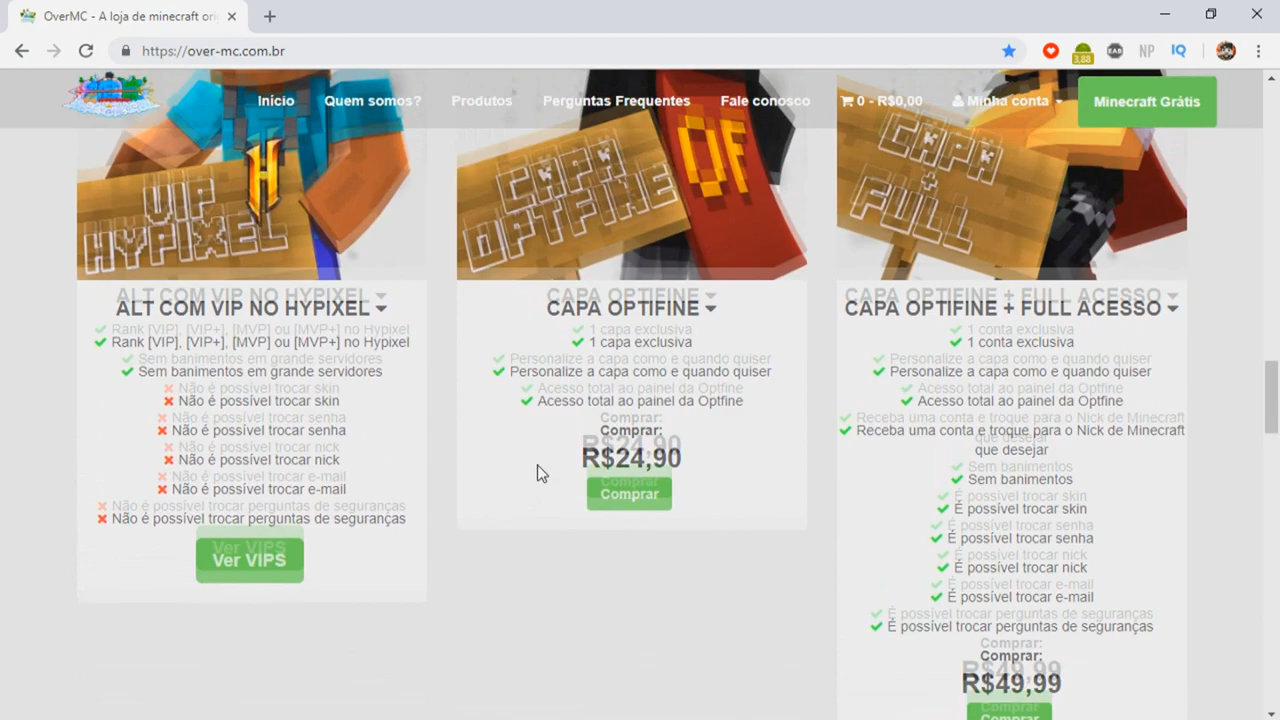 OverMC - A loja de minecraft ori
https://over-mc.com.br
3.88
EAB
NP
IQ
Início
Quem somos?
Produtos
Perguntas Frequentes
Fale conosco
0 - R$0,00
Minha conta
Minecraft Grátis
VIP
HYPIXEL
H
ALT COM VIP NO HYPIXEL
Rank [VIP], [VIP+], [MVP] ou [MVP+] no Hypixel
Sem banimentos em grande servidores
Não é possível trocar skin
Não é possível trocar senha
Não é possível trocar nick
Não é possível trocar e-mail
Não é possível trocar perguntas de seguranças
Ver VIPS
CAPA
OPTIFINE
OF
CAPA OPTIFINE
1 capa exclusiva
Personalize a capa como e quando quiser
Acesso total ao painel da Optfine
Comprar:
R$24,90
Comprar
CAPA
+
FULL
CAPA OPTIFINE + FULL ACESSO
1 conta exclusiva
Personalize a capa como e quando quiser
Acesso total ao painel da Optfine
Receba uma conta e troque para o Nick de Minecraft
que desejar
Sem banimentos
É possível trocar skin
É possível trocar senha
É possível trocar nick
É possível trocar e-mail
É possível trocar perguntas de seguranças
Comprar:
R$49,99
Comprar